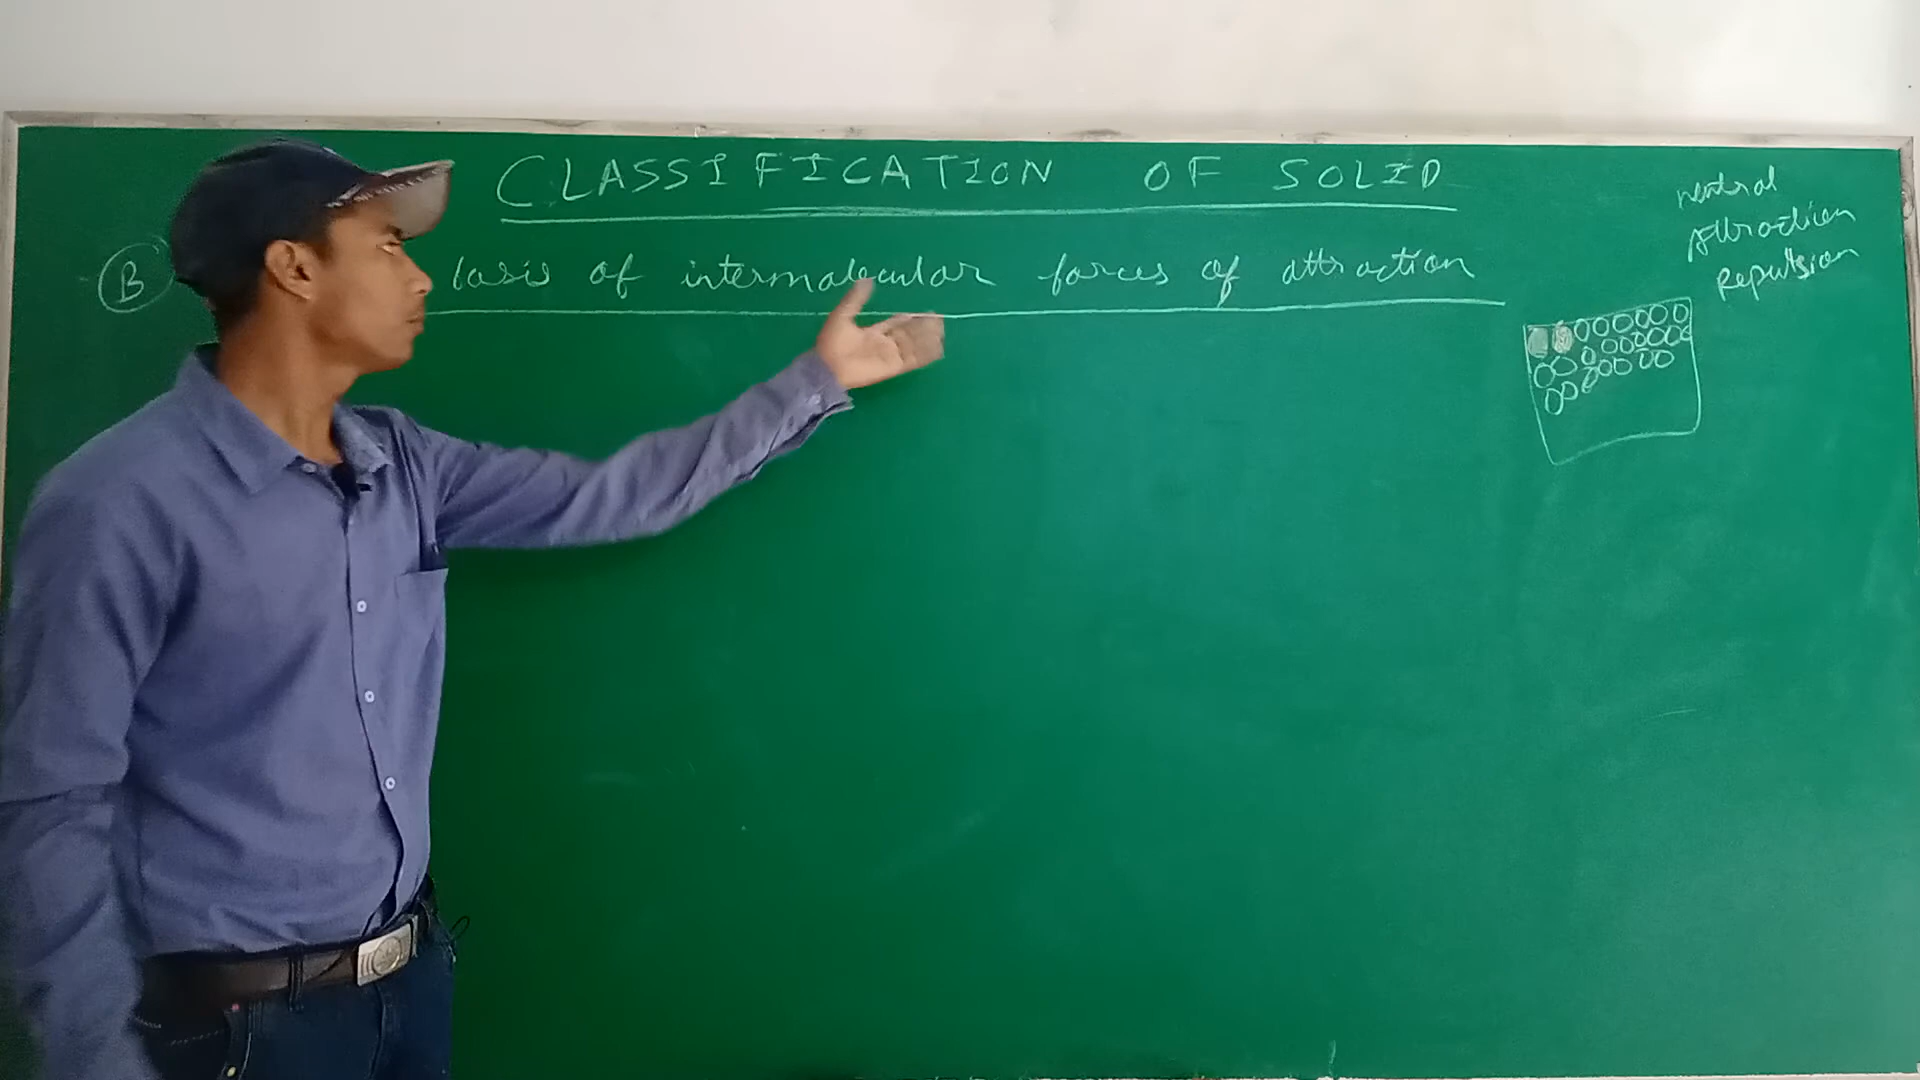 CLASSIFICATION OF SOLID
B basis of intermolecular forces of attraction
neutral
Attraction
Repulsion